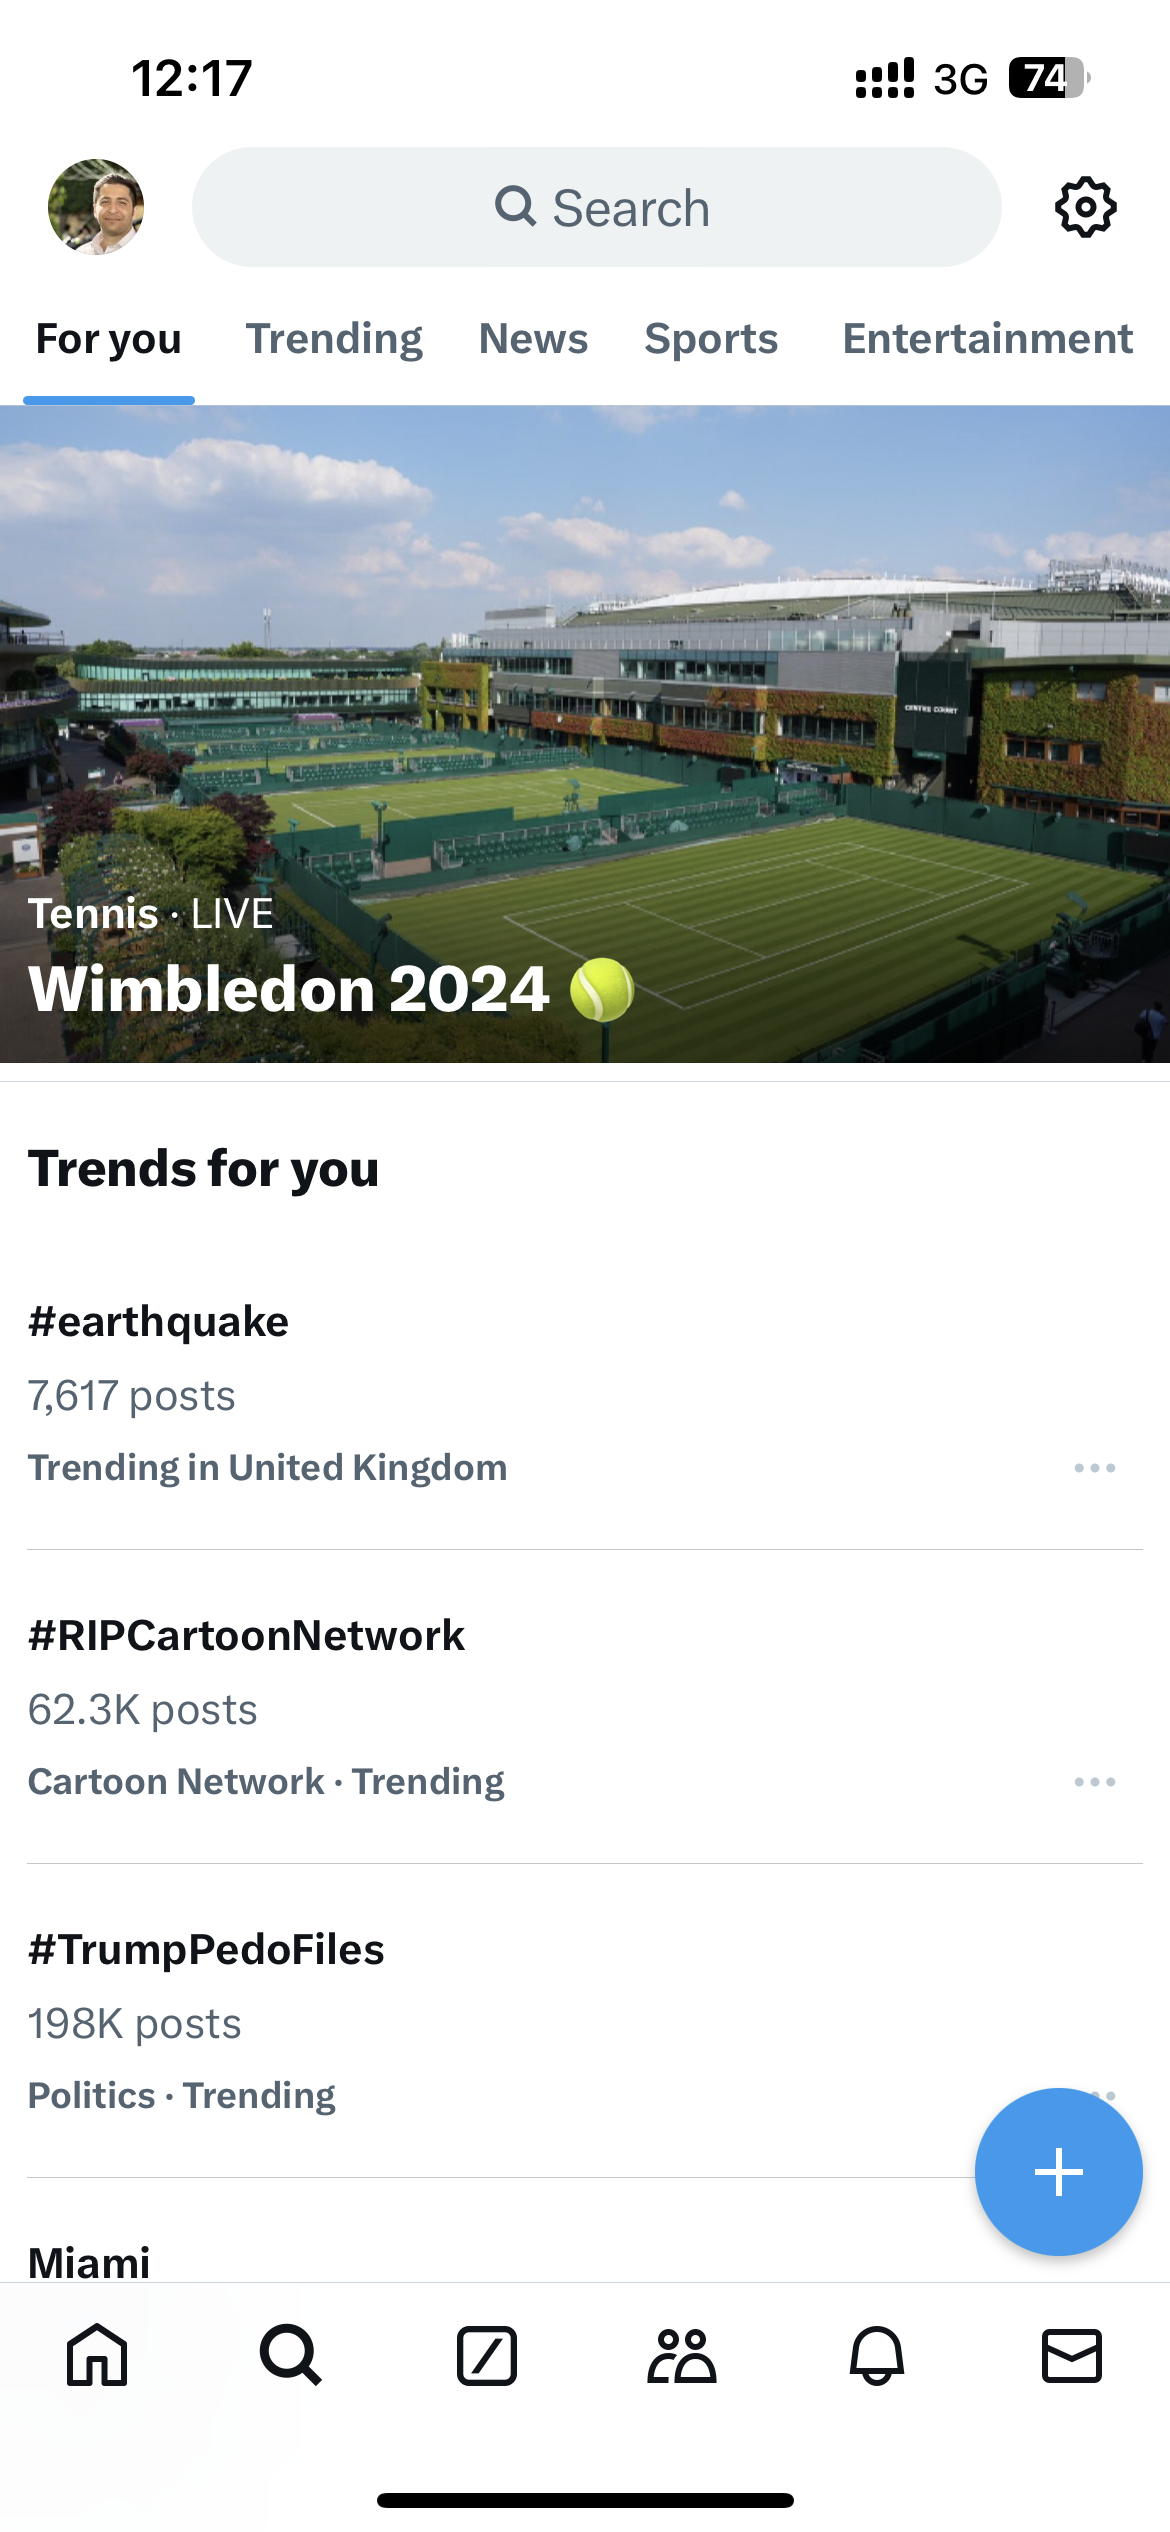 12:17
3G
74
Search
For you
Trending
News
Sports
Entertainment
CENTRE COURT
Tennis · LIVE
Wimbledon 2024 🎾
Trends for you
#earthquake
7,617 posts
Trending in United Kingdom
#RIPCartoonNetwork
62.3K posts
Cartoon Network · Trending
#TrumpPedoFiles
198K posts
Politics · Trending
Miami